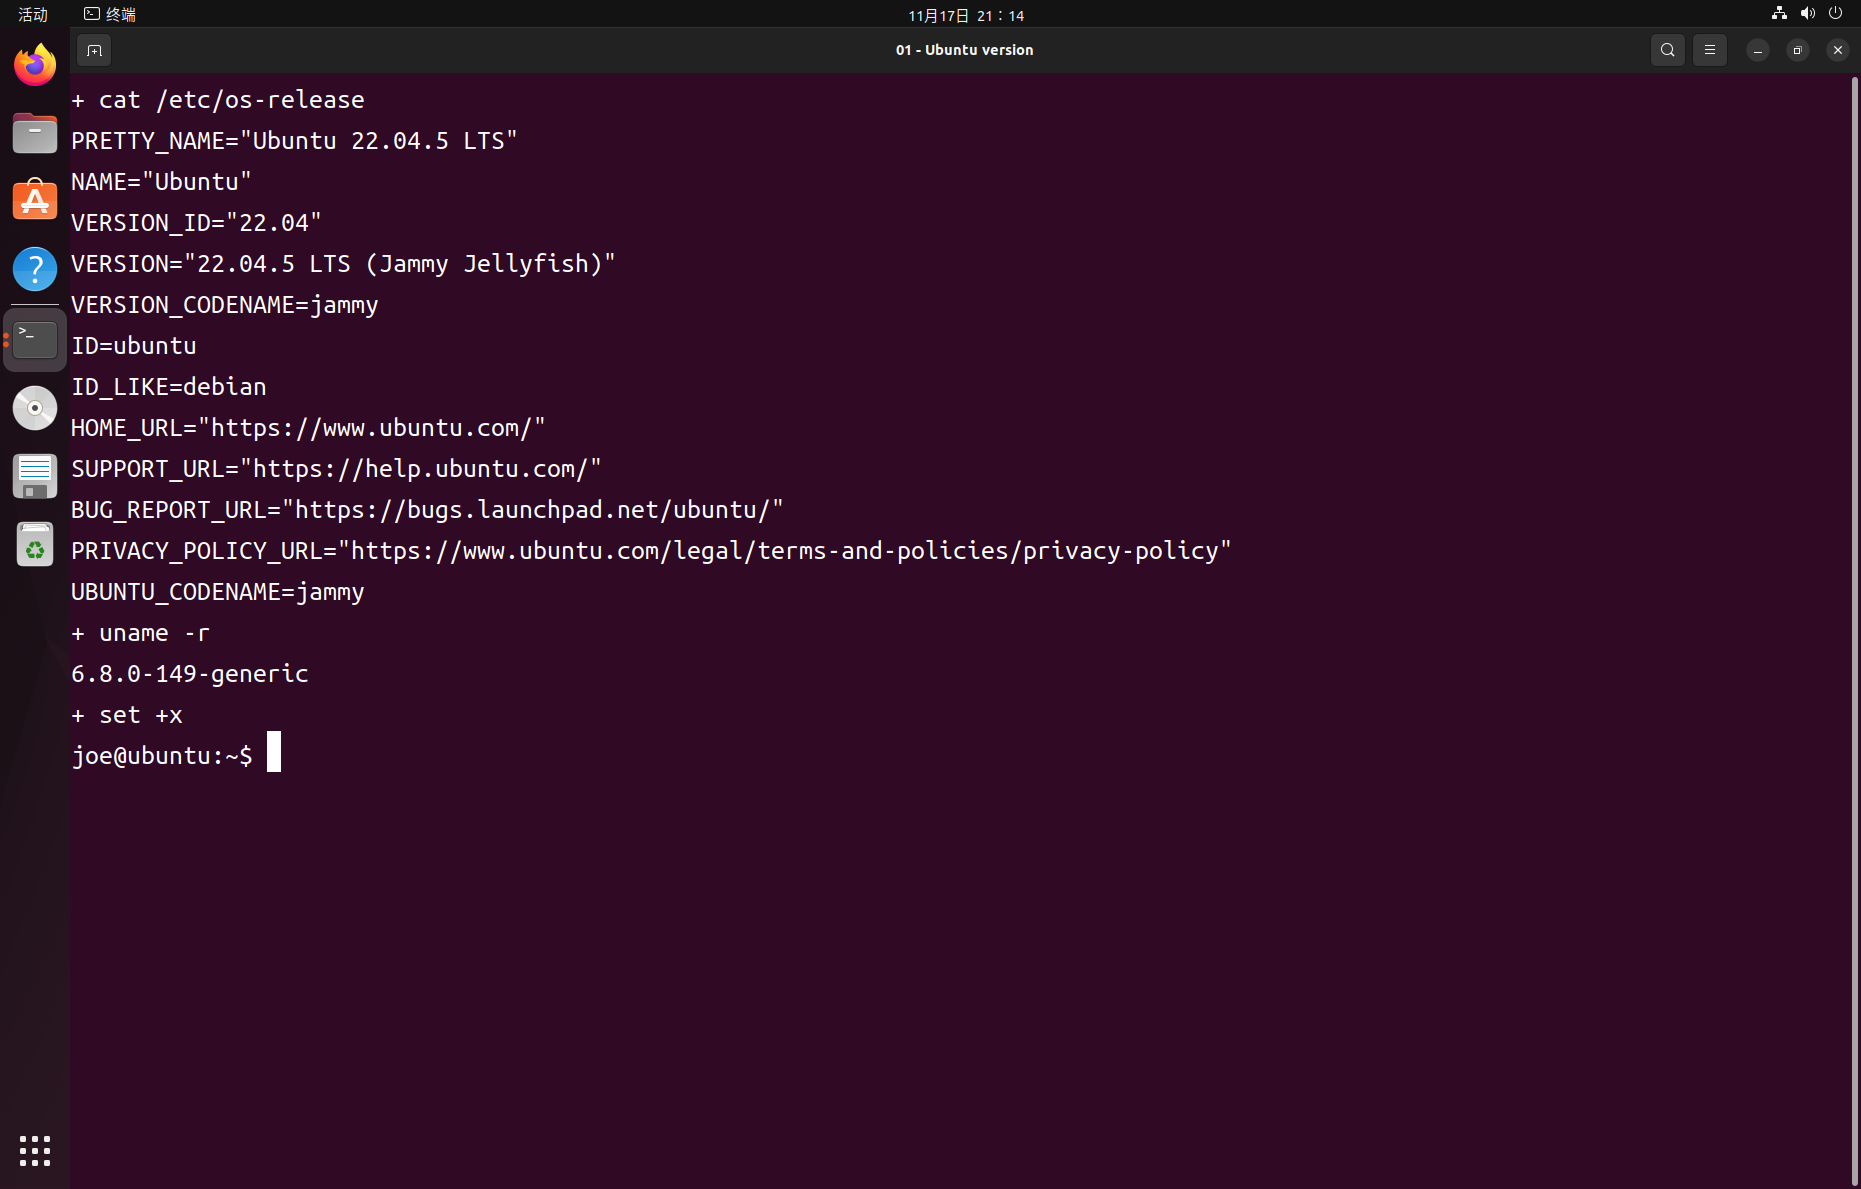 活动 终端 11月17日 21：14
01 - Ubuntu version
+ cat /etc/os-release
PRETTY_NAME="Ubuntu 22.04.5 LTS"
NAME="Ubuntu"
VERSION_ID="22.04"
VERSION="22.04.5 LTS (Jammy Jellyfish)"
VERSION_CODENAME=jammy
ID=ubuntu
ID_LIKE=debian
HOME_URL="https://www.ubuntu.com/"
SUPPORT_URL="https://help.ubuntu.com/"
BUG_REPORT_URL="https://bugs.launchpad.net/ubuntu/"
PRIVACY_POLICY_URL="https://www.ubuntu.com/legal/terms-and-policies/privacy-policy"
UBUNTU_CODENAME=jammy
+ uname -r
6.8.0-149-generic
+ set +x
joe@ubuntu:~$